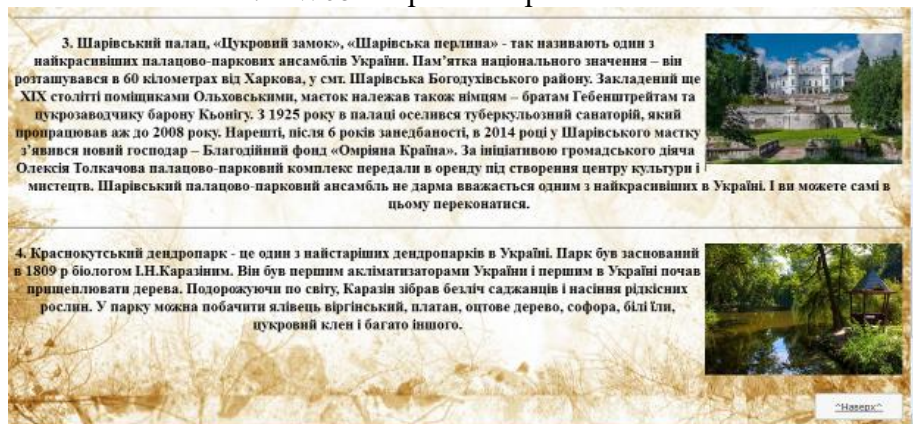 3. Шарівський палац, «Цукровий замок», «Шарівська перлина» - так називають один з
найкрасивіших палацово-паркових ансамблів України. Пам’ятка національного значення – він
розташувався в 60 кілометрах від Харкова, у смт. Шарівська Богодухівського району. Закладений ще
XIX столітті поміщиками Ольховськими, маєток належав також німцям – братам Гебенштрейтам та
цукрозаводчику барону Кьонігу. З 1925 року в палаці оселився туберкульозний санаторій, який
пропрацював аж до 2008 року. Нарешті, після 6 років занедбаності, в 2014 році у Шарівського маєтку
з’явився новий господар – Благодійний фонд «Омріяна Країна». За ініціативою громадського діяча
Олексія Толкачова палацово-парковий комплекс передали в оренду під створення центру культури і
мистецтв. Шарівський палацово-парковий ансамбль не дарма вважається одним з найкрасивіших в Україні. І ви можете самі в
цьому переконатися.
4. Краснокутський дендропарк - це один з найстаріших дендропарків в Україні. Парк був заснований
в 1809 р біологом І.Н.Каразіним. Він був першим акліматизаторами України і першим в Україні почав
прищеплювати дерева. Подорожуючи по світу, Каразін зібрав безліч саджанців і насіння рідкісних
рослин. У парку можна побачити ялівець віргінський, платан, оцтове дерево, софора, білі їли,
цукровий клен і багато іншого.
^Наверх^